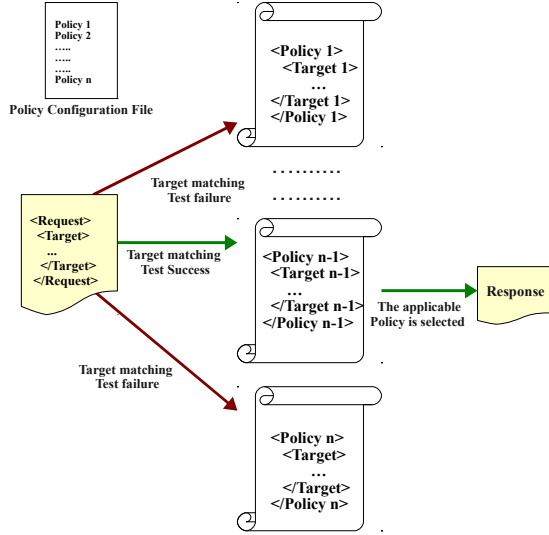 Policy 1
Policy 2
.....
.....
.....
Policy n
Policy Configuration File
<Policy 1>
<Target 1>
...
</Target 1>
</Policy 1>
Target matching
Test failure
..........
..........
<Request>
<Target>
...
</Target>
</Request>
Target matching
Test Success
<Policy n-1>
<Target n-1>
...
</Target n-1>
</Policy n-1>
The applicable
Policy is selected
Response
Target matching
Test failure
<Policy n>
<Target>
...
</Target>
</Policy n>